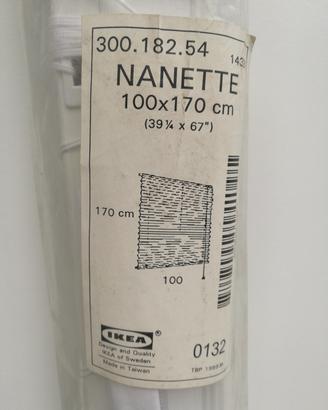 300.182.54
NANETTE
100x170 cm
(39¼ x 67")
170 cm
100
IKEA®
Design and Quality
IKEA of Sweden
Made in Taiwan
0132